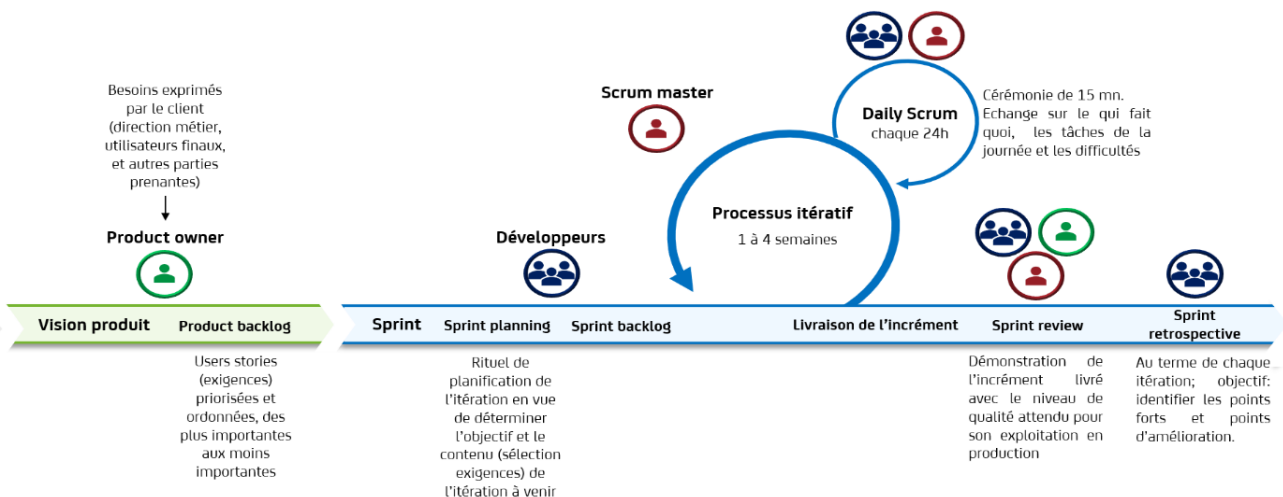 Besoins exprimés
par le client
(direction métier,
utilisateurs finaux,
et autres parties
prenantes)
Product owner
Développeurs
Scrum master
Processus itératif
1 à 4 semaines
Daily Scrum
chaque 24h
Cérémonie de 15 mn.
Echange sur le qui fait
quoi, les tâches de la
journée et les difficultés
Vision produit
Product backlog
Sprint
Sprint planning
Sprint backlog
Livraison de l'incrément
Sprint review
Sprint
retrospective
Users stories
(exigences)
priorisées et
ordonnées, des
plus importantes
aux moins
importantes
Rituel de
planification de
l'itération en vue
de déterminer
l'objectif et le
contenu (sélection
exigences) de
l'itération à venir
Démonstration de
l'incrément livré
avec le niveau de
qualité attendu pour
son exploitation en
production
Au terme de chaque
itération; objectif:
identifier les points
forts et points
d'amélioration.